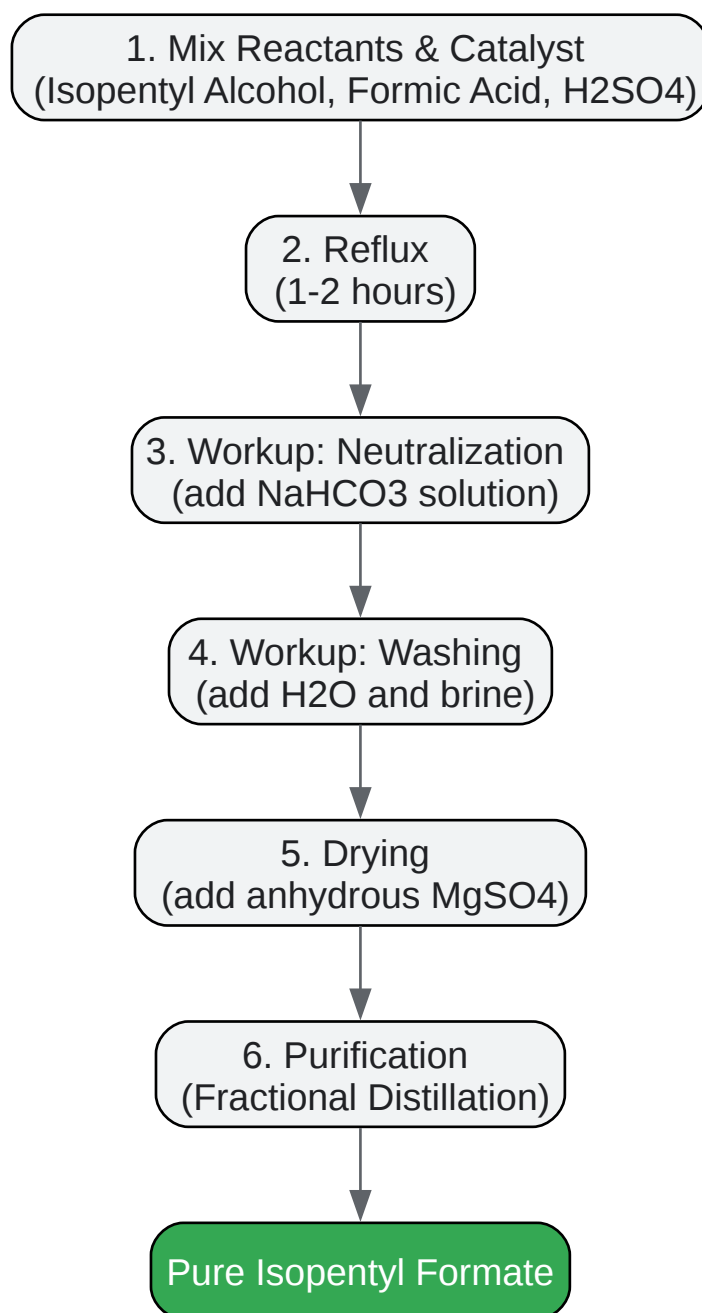 1. Mix Reactants & Catalyst
(Isopentyl Alcohol, Formic Acid, H2SO4)
2. Reflux
(1-2 hours)
3. Workup: Neutralization
(add NaHCO3 solution)
4. Workup: Washing
(add H2O and brine)
5. Drying
(add anhydrous MgSO4)
6. Purification
(Fractional Distillation)
Pure Isopentyl Formate